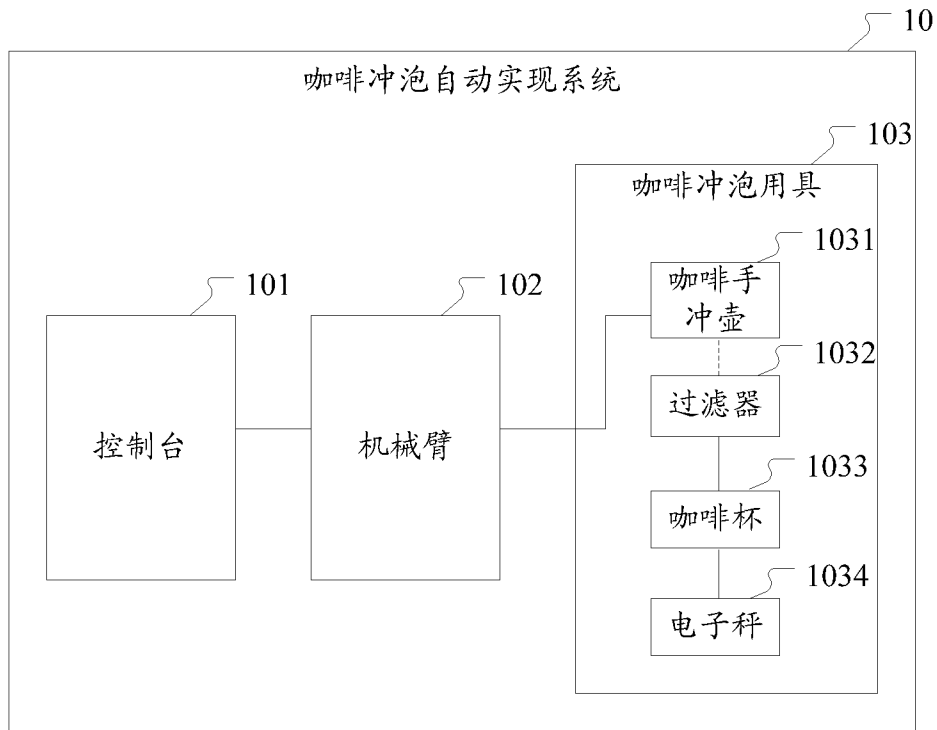 10
咖啡冲泡自动实现系统
103
咖啡冲泡用具
1031
咖啡手
冲壶
101
102
1032
过滤器
控制台
机械臂
1033
咖啡杯
1034
电子秤